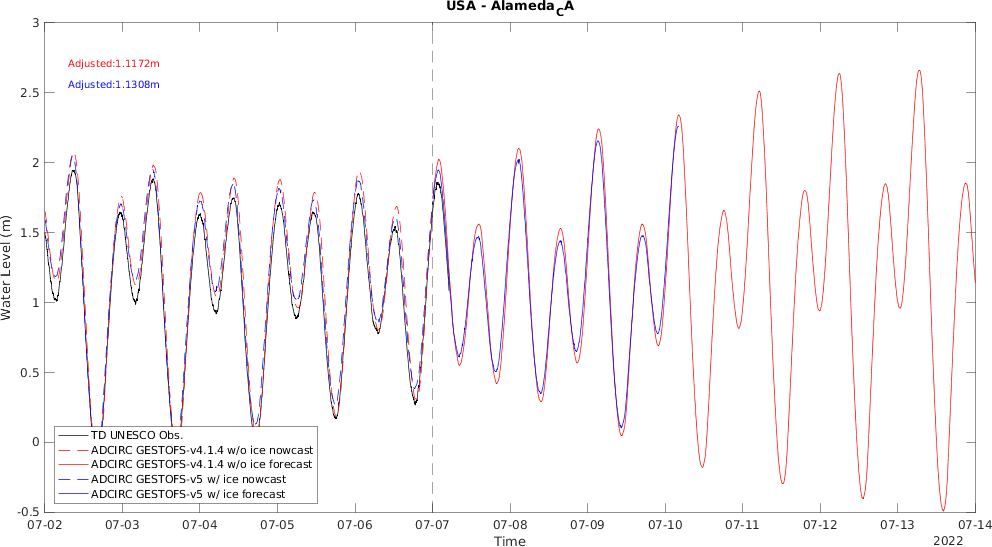 USA - Alameda_CA
3
2.5
2
1.5
1
0.5
0
-0.5
Water Level (m)
Adjusted:1.1172m
Adjusted:1.1308m
TD UNESCO Obs.
ADCIRC GESTOFS-v4.1.4 w/o ice nowcast
ADCIRC GESTOFS-v4.1.4 w/o ice forecast
ADCIRC GESTOFS-v5 w/ ice nowcast
ADCIRC GESTOFS-v5 w/ ice forecast
07-02 07-03 07-04 07-05 07-06 07-07 07-08 07-09 07-10 07-11 07-12 07-13 07-14
Time
2022